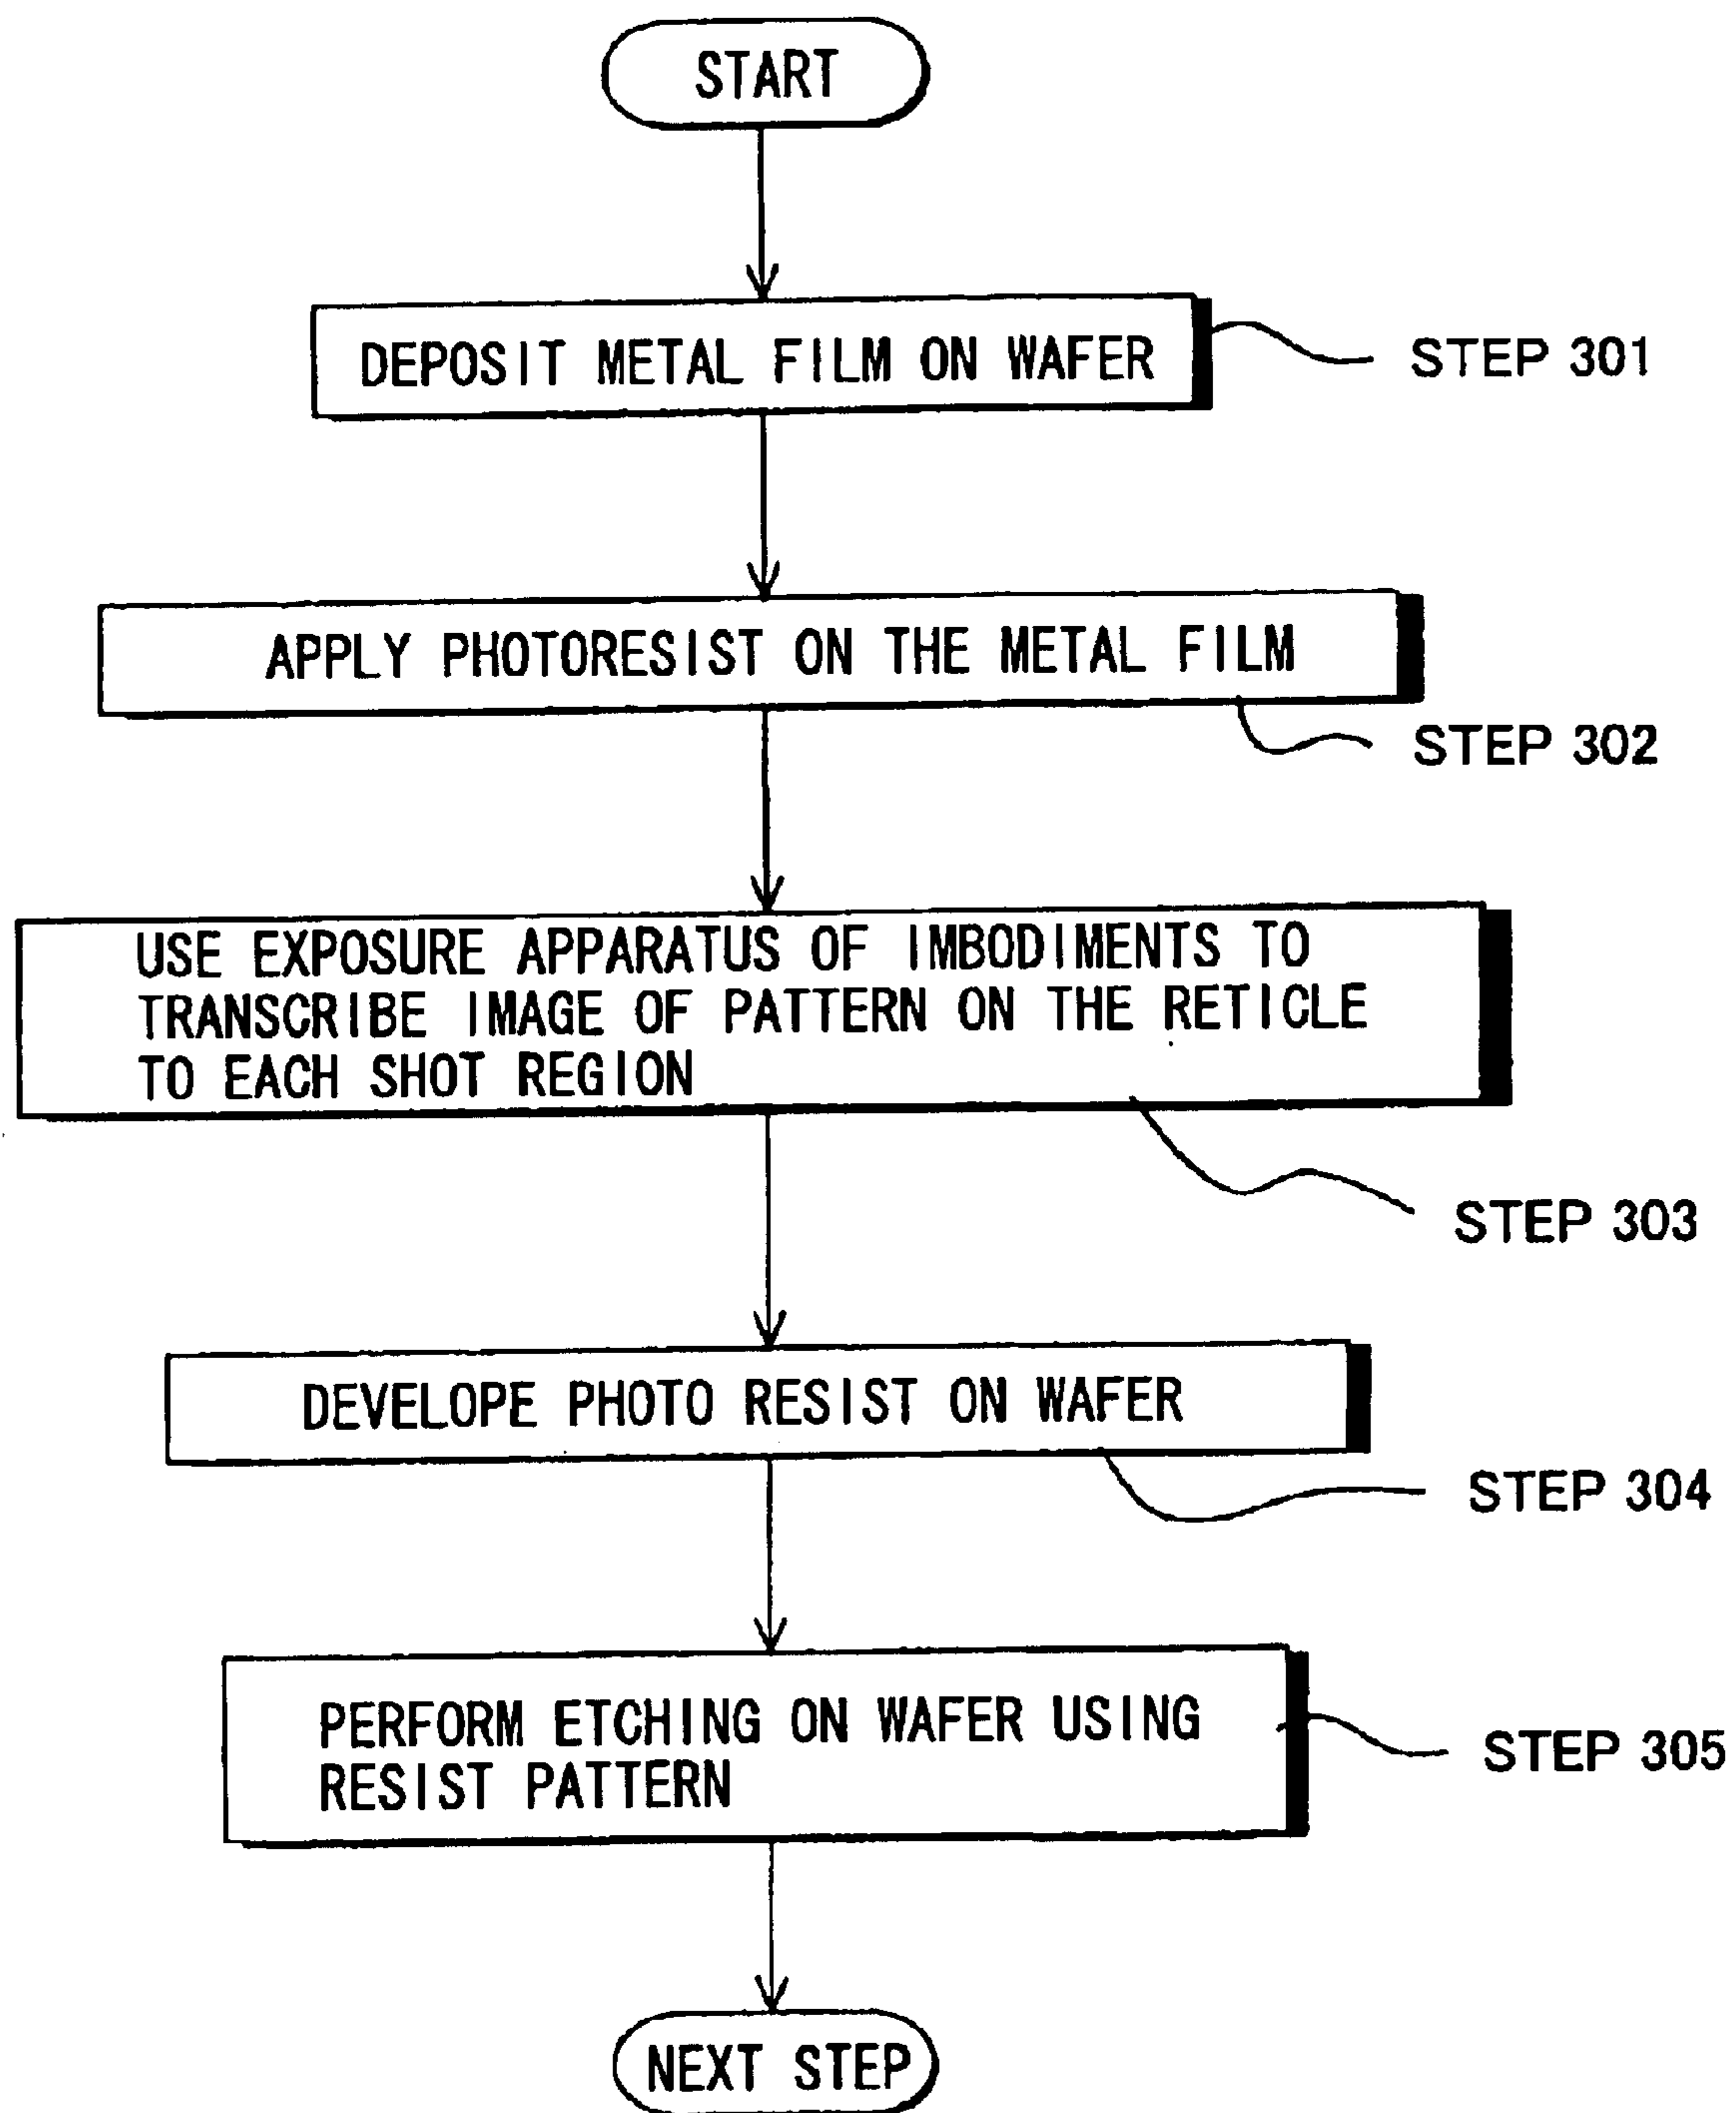 START
DEPOSIT METAL FILM ON WAFER
STEP 301
APPLY PHOTORESIST ON THE METAL FILM
STEP 302
USE EXPOSURE APPARATUS OF IMBODIMENTS TO
TRANSCRIBE IMAGE OF PATTERN ON THE RETICLE
TO EACH SHOT REGION
STEP 303
DEVELOPE PHOTO RESIST ON WAFER
STEP 304
PERFORM ETCHING ON WAFER USING
RESIST PATTERN
STEP 305
NEXT STEP